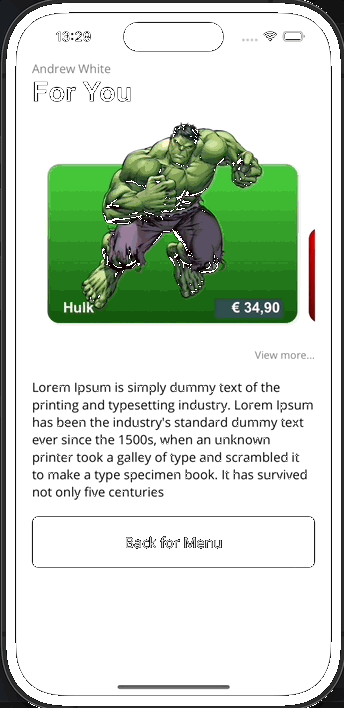 13:29
Andrew White
For You
Hulk
€ 34,90
View more...
Lorem Ipsum is simply dummy text of the
printing and typesetting industry. Lorem Ipsum
has been the industry's standard dummy text
ever since the 1500s, when an unknown
printer took a galley of type and scrambled it
to make a type specimen book. It has survived
not only five centuries
Back for Menu